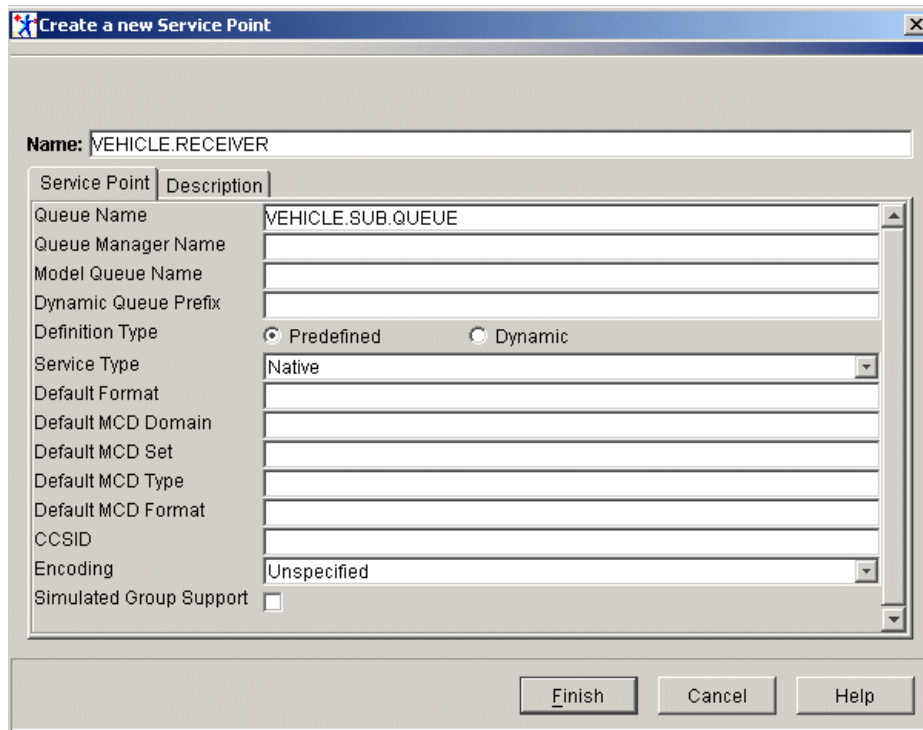 Create a new Service Point
Name: VEHICLE.RECEIVER
Service Point Description
Queue Name VEHICLE.SUB.QUEUE
Queue Manager Name
Model Queue Name
Dynamic Queue Prefix
Definition Type Predefined Dynamic
Service Type Native
Default Format
Default MCD Domain
Default MCD Set
Default MCD Type
Default MCD Format
CCSID
Encoding Unspecified
Simulated Group Support
Finish Cancel Help